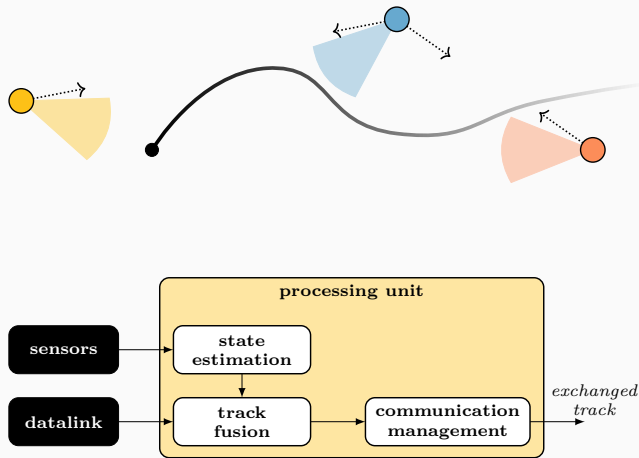 processing unit
sensors
state
estimation
datalink
track
fusion
communication
management
exchanged
track